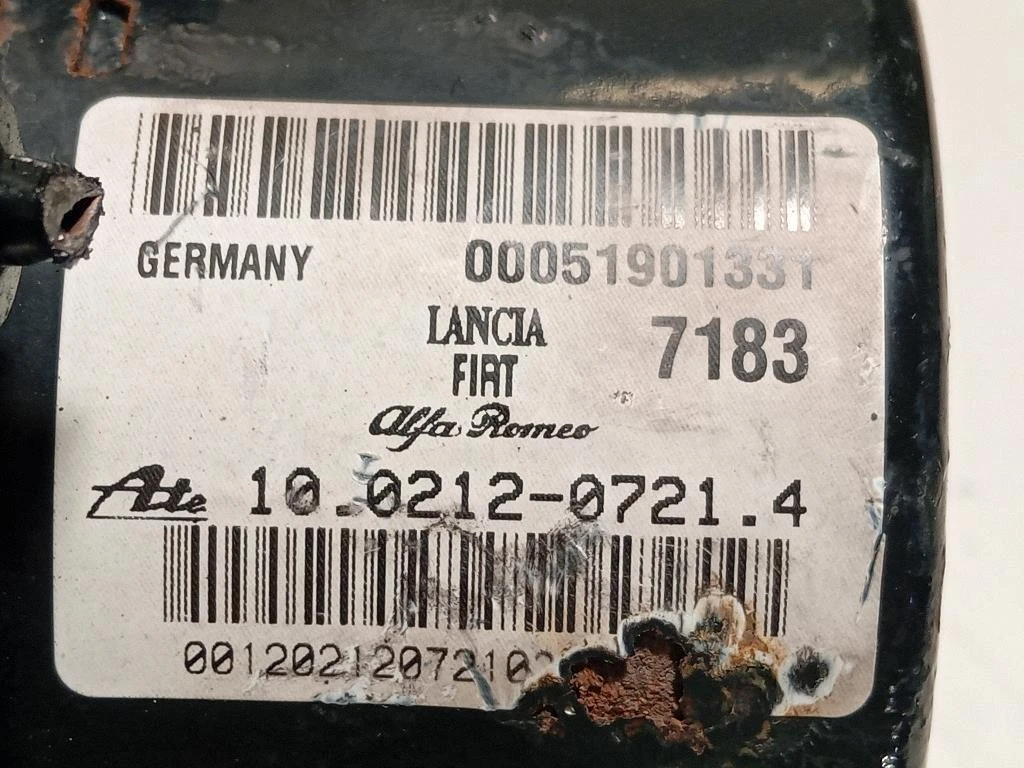 GERMANY 00051901331
LANCIA 7183
FIAT
Alfa Romeo
Ate 10.0212-0721.4